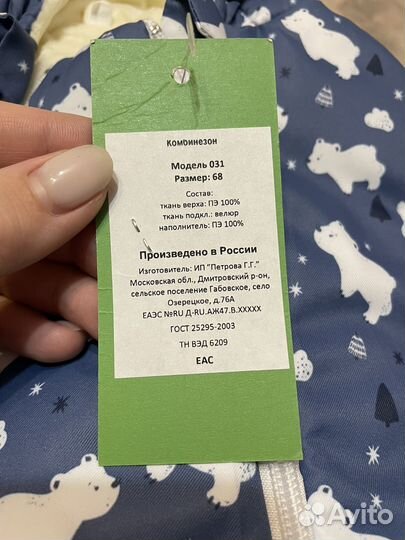 Комбинезон
Модель 031
Размер: 68
Состав:
ткань верха: ПЭ 100%
ткань подкл.: велюр
наполнитель: ПЭ 100%
Произведено в России
Изготовитель: ИП "Петрова Г.Г."
Московская обл., Дмитровский р-он,
сельское поселение Габовское, село
Озерецкое, д.76А
ЕАЭС №RU Д-RU.АЖ47.В.XXXXX
ГОСТ 25295-2003
ТН ВЭД 6209
ЕАС
Avito